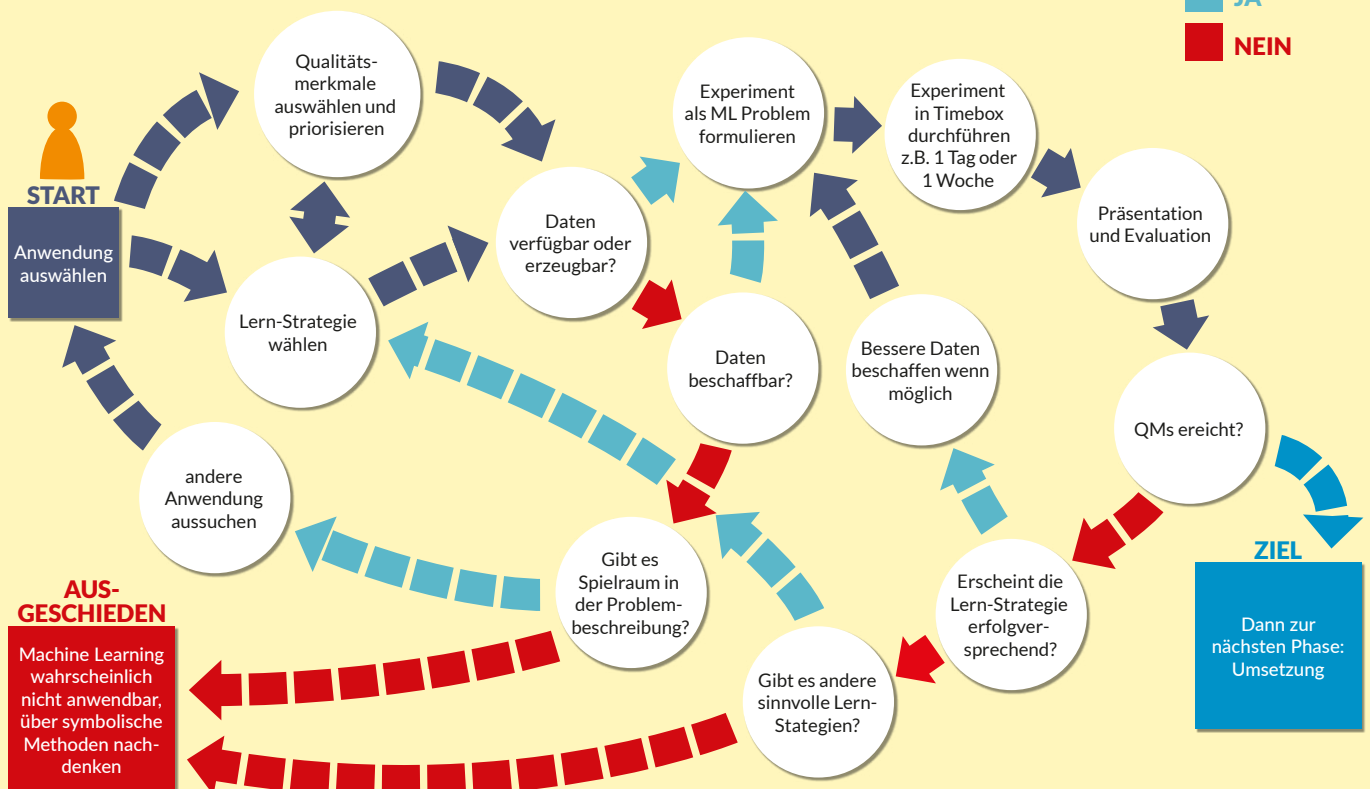 JA
NEIN
START
Anwendung
auswählen
Qualitäts-
merkmale
auswählen und
priorisieren
Lern-Strategie
wählen
Daten
verfügbar oder
erzeugbar?
Experiment
als ML Problem
formulieren
Experiment
in Timebox
durchführen
z.B. 1 Tag oder
1 Woche
Präsentation
und Evaluation
Daten
beschaffbar?
Bessere Daten
beschaffen wenn
möglich
QMs ereicht?
andere
Anwendung
aussuchen
Gibt es
Spielraum in
der Problem-
beschreibung?
Erscheint die
Lern-Strategie
erfolgver-
sprechend?
Gibt es andere
sinnvolle Lern-
Stategien?
ZIEL
Dann zur
nächsten Phase:
Umsetzung
AUS-
GESCHIEDEN
Machine Learning
wahrscheinlich
nicht anwendbar,
über symbolische
Methoden nach-
denken